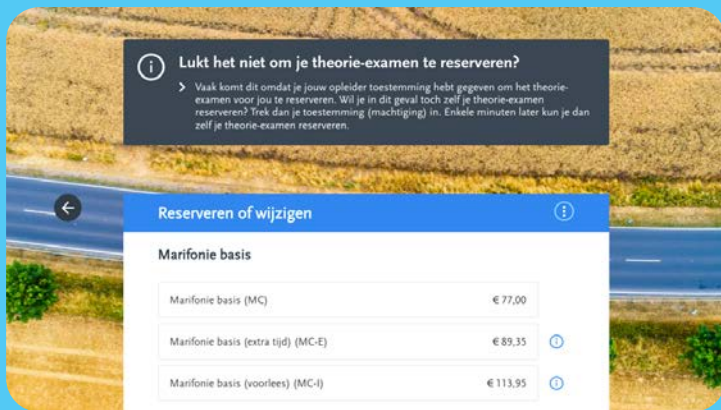 Lukt het niet om je theorie-examen te reserveren?
Vaak komt dit omdat je jouw opleider toestemming hebt gegeven om het theorie-
examen voor jou te reserveren. Wil je in dit geval toch zelf je theorie-examen
reserveren? Trek dan je toestemming (machtiging) in. Enkele minuten later kun je dan
zelf je theorie-examen reserveren.
Reserveren of wijzigen
Marifonie basis
Marifonie basis (MC) € 77,00
Marifonie basis (extra tijd) (MC-E) € 89,35
Marifonie basis (voorlees) (MC-I) € 113,95